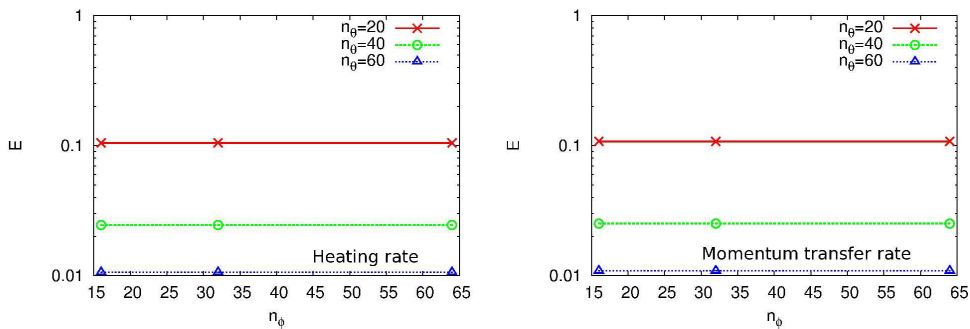 1
n_θ=20
n_θ=40
n_θ=60
0.1
E
Heating rate
0.01
15 20 25 30 35 40 45 50 55 60 65
n_ϕ
1
n_θ=20
n_θ=40
n_θ=60
0.1
E
Momentum transfer rate
0.01
15 20 25 30 35 40 45 50 55 60 65
n_ϕ